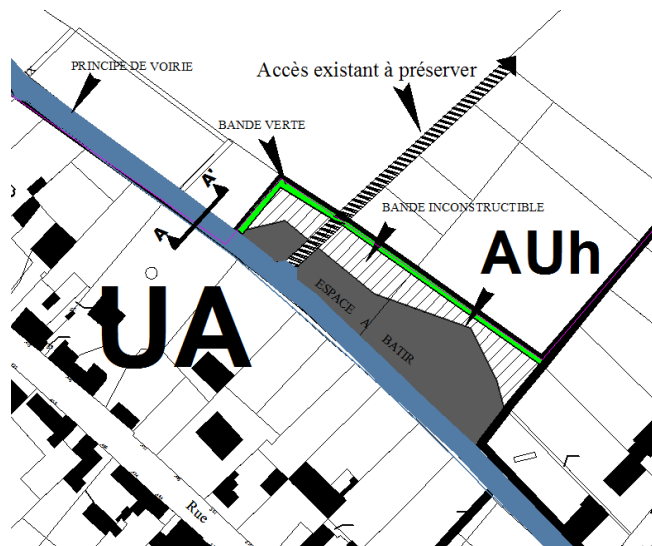 PRINCIPE DE VOIRIE
Accès existant à préserver
BANDE VERTE
A'
A
BANDE INCONSTRUCTIBLE
AUh
UA
ESPACE A
BATIR
Rue